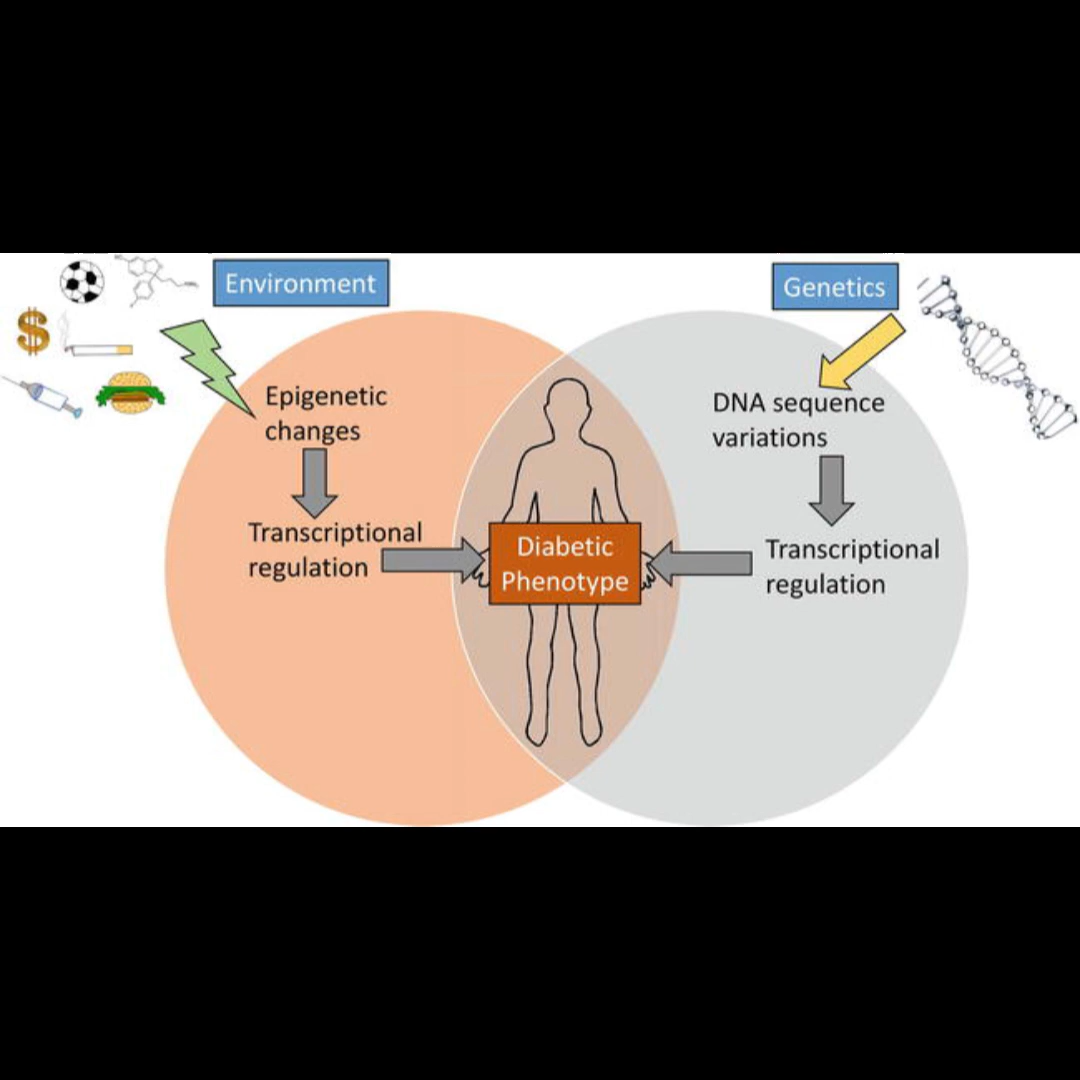 Environment
Genetics
Epigenetic
changes
DNA sequence
variations
Transcriptional
regulation
Diabetic
Phenotype
Transcriptional
regulation